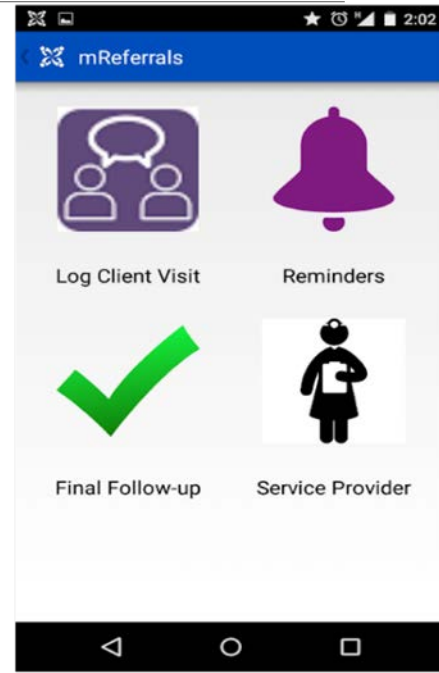 2:02
mReferrals
Log Client Visit
Reminders
Final Follow-up
Service Provider